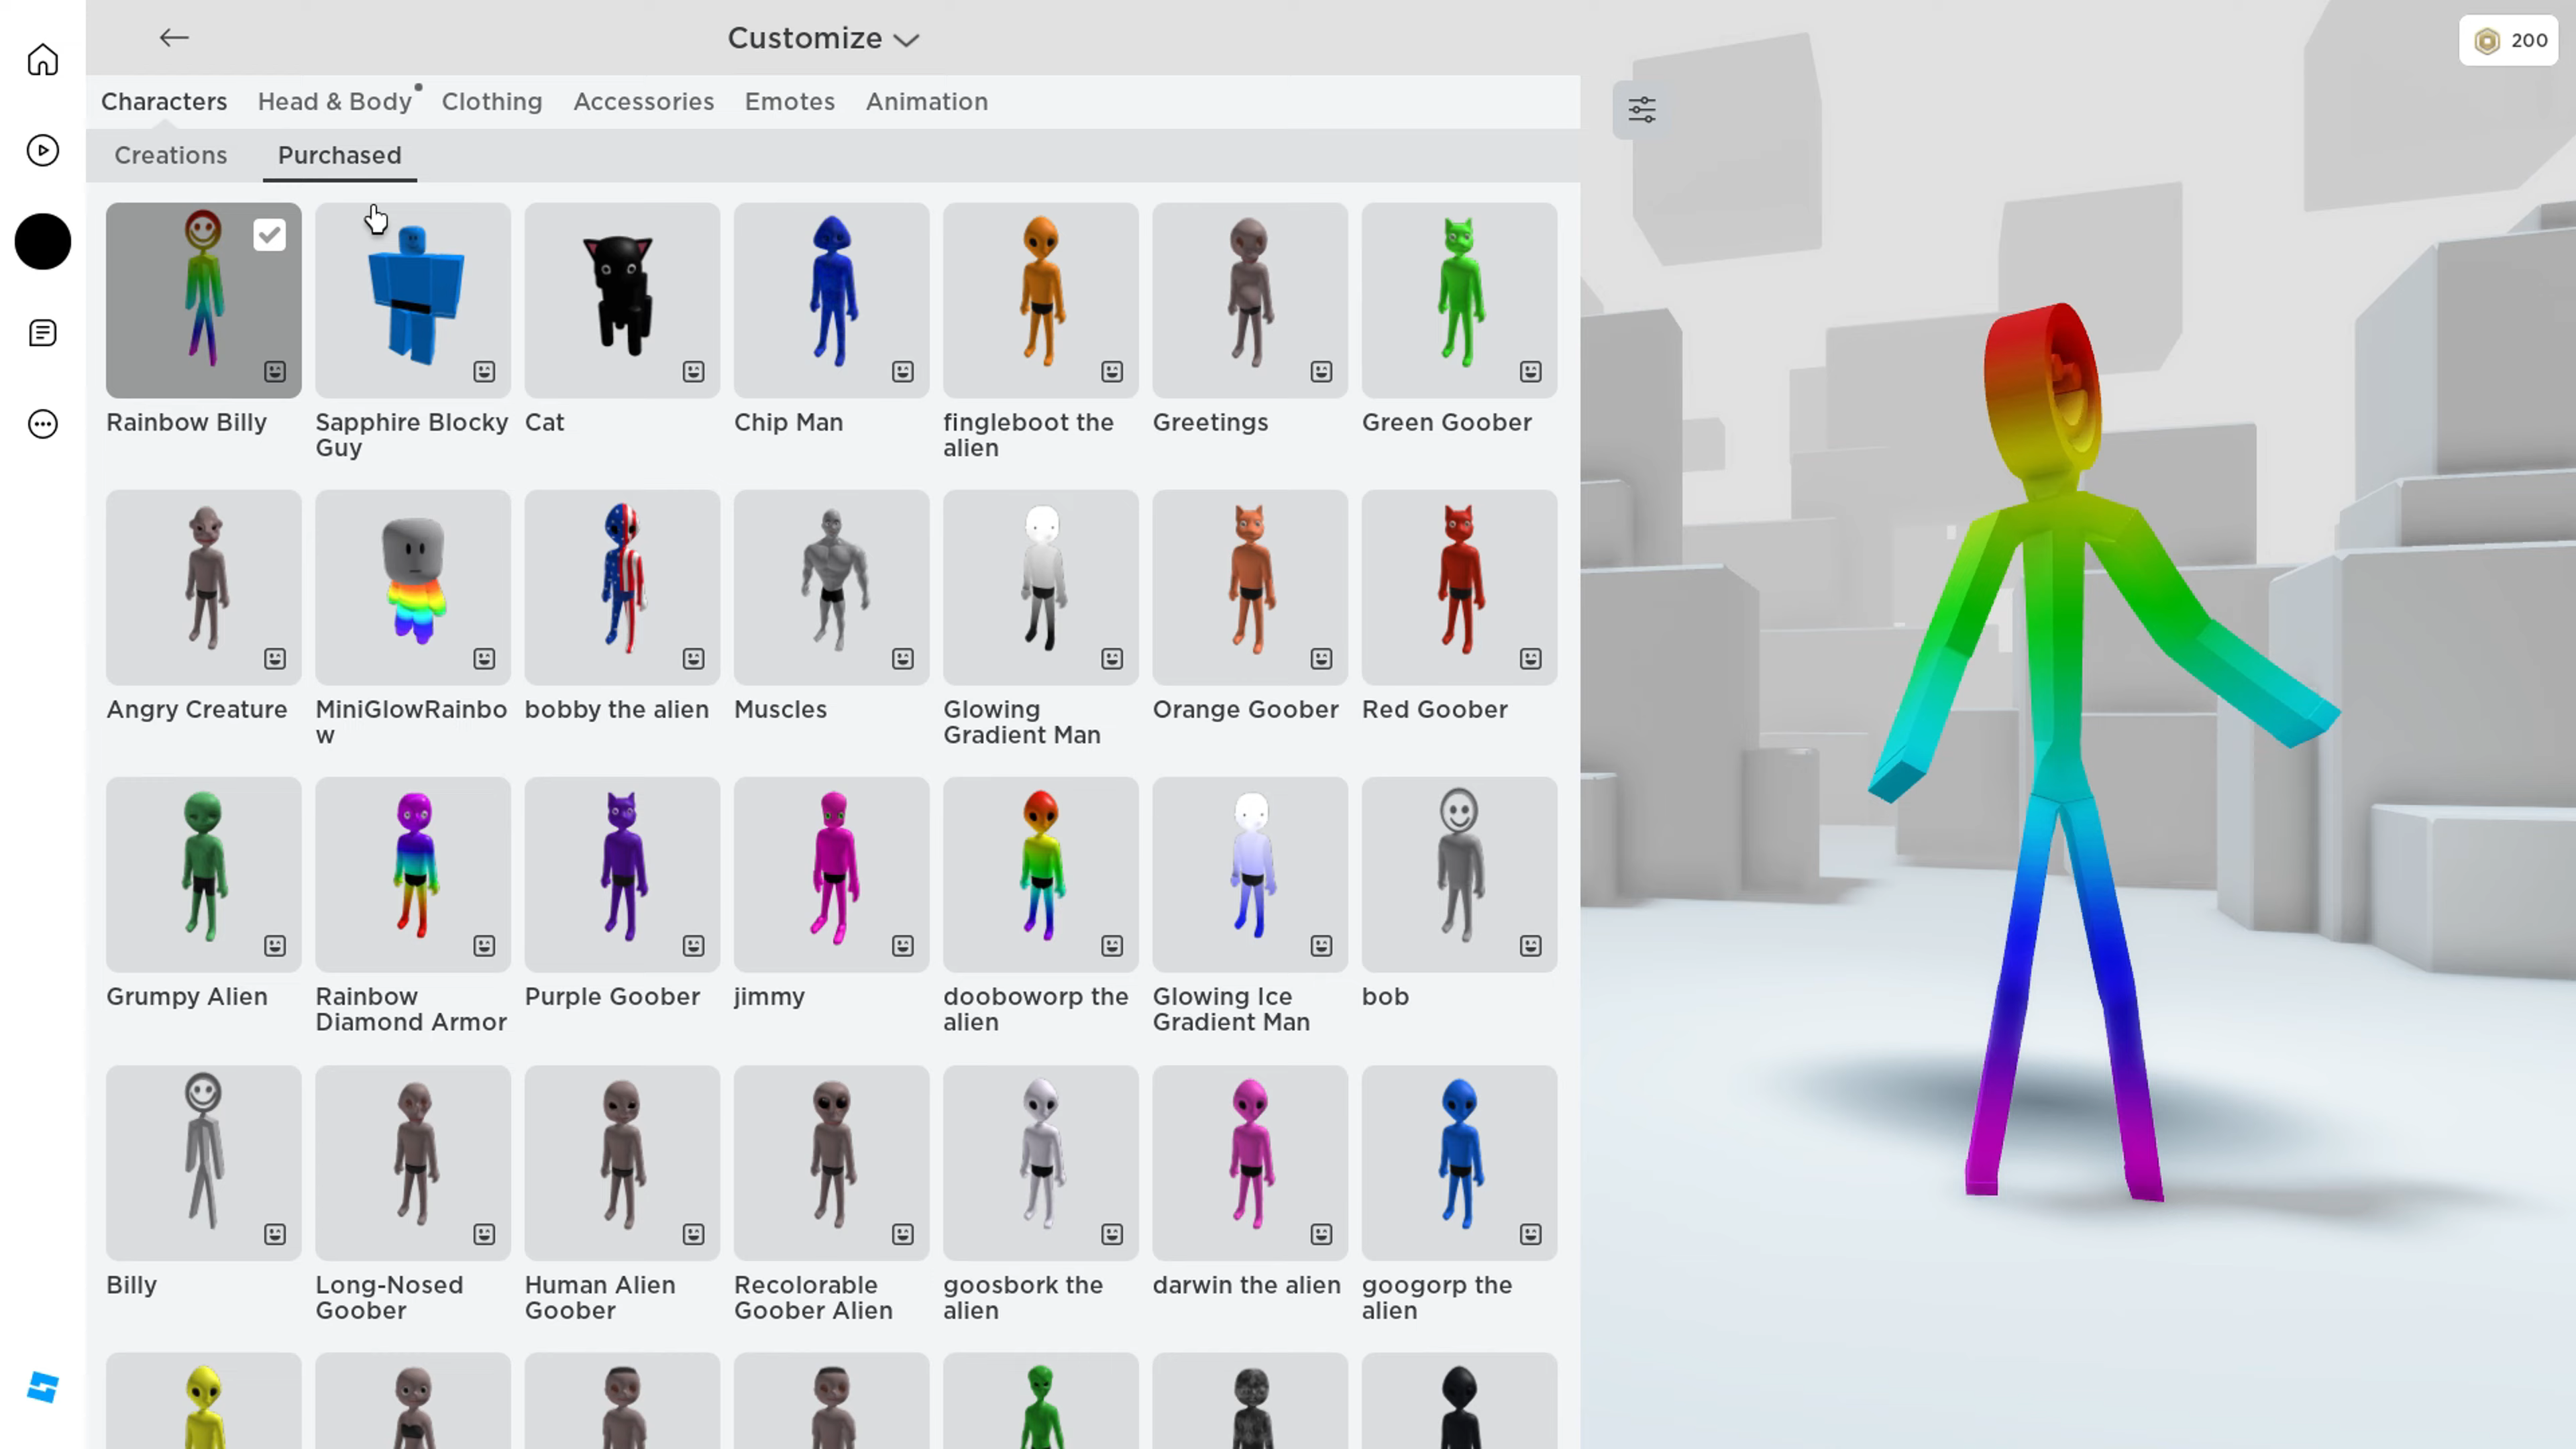 Customize
200
Characters Head & Body Clothing Accessories Emotes Animation
Creations Purchased
Rainbow Billy
Sapphire Blocky
Guy
Cat
Chip Man
fingleboot the
alien
Greetings
Green Goober
Angry Creature
MiniGlowRainbo
w
bobby the alien
Muscles
Glowing
Gradient Man
Orange Goober
Red Goober
Grumpy Alien
Rainbow
Diamond Armor
Purple Goober
jimmy
dooboworp the
alien
Glowing Ice
Gradient Man
bob
Billy
Long-Nosed
Goober
Human Alien
Goober
Recolorable
Goober Alien
goosbork the
alien
darwin the alien
googorp the
alien